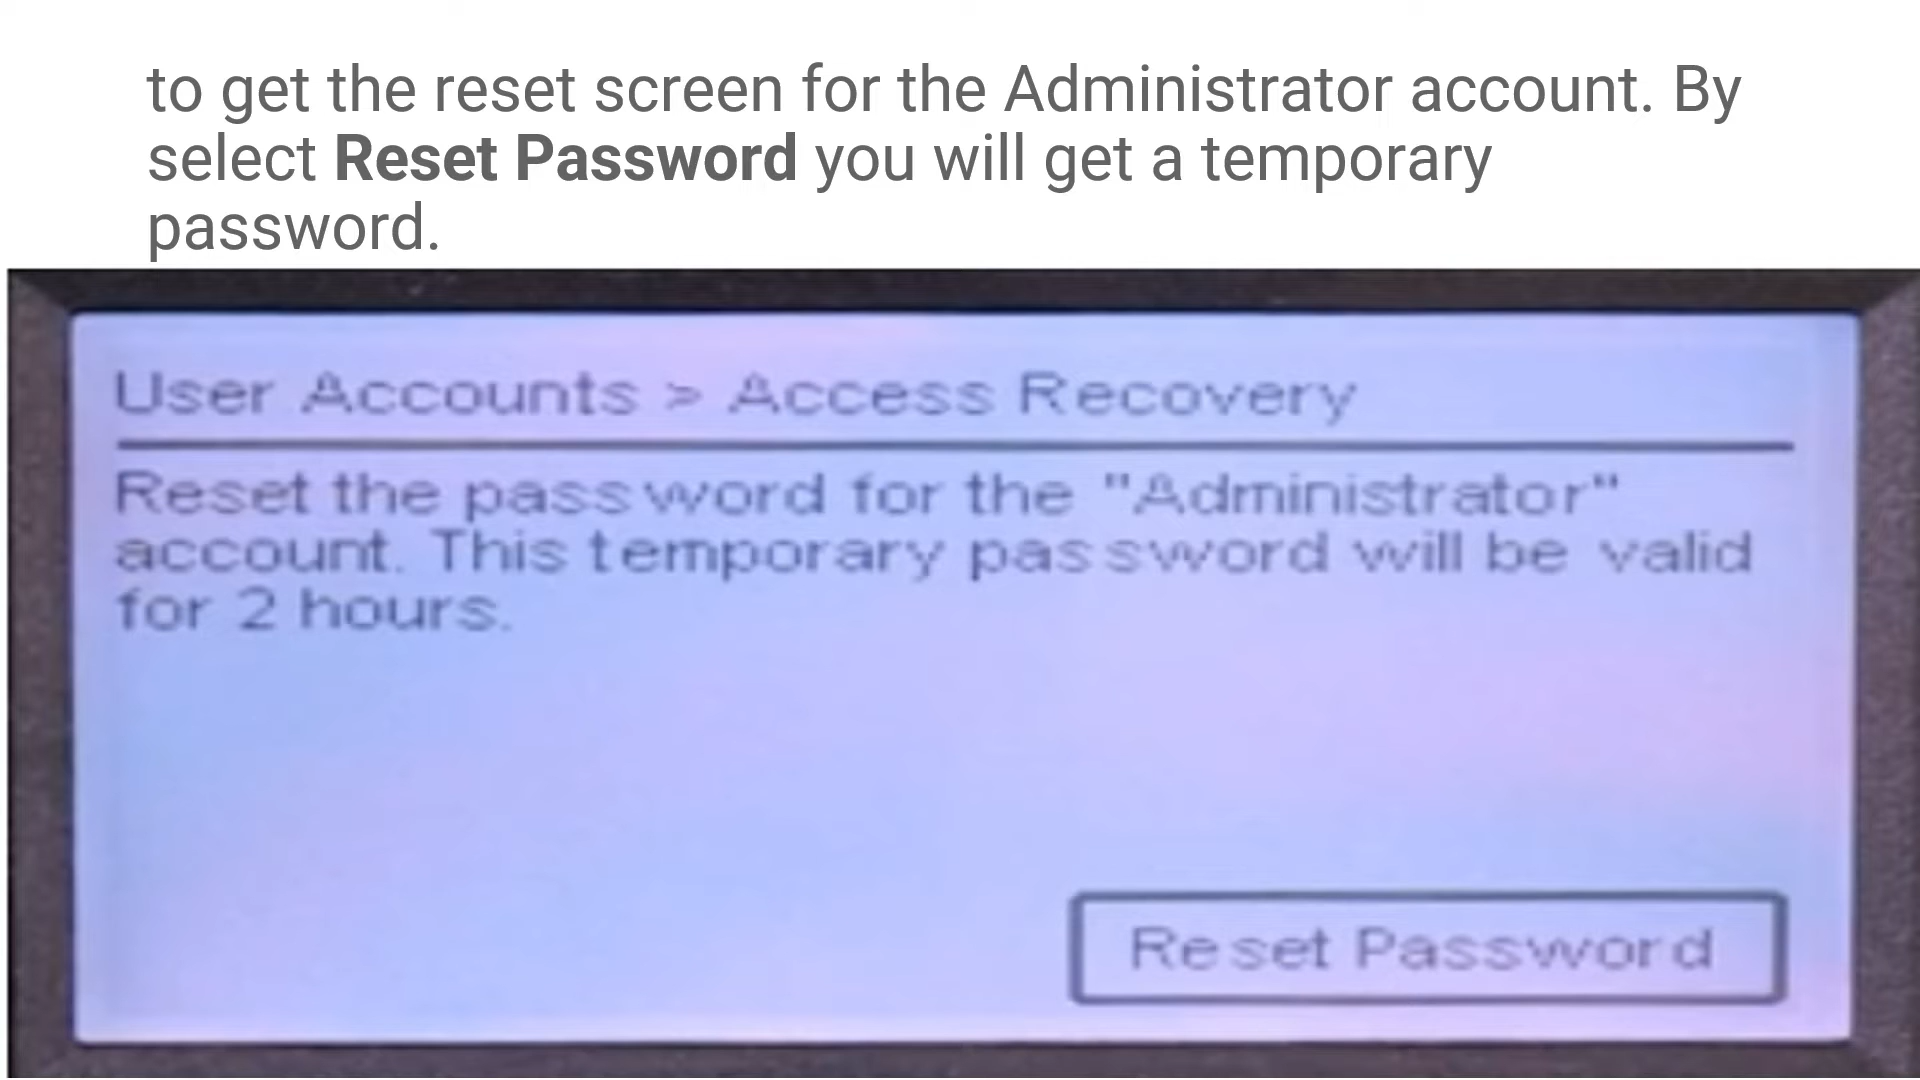 to get the reset screen for the Administrator account. By
select Reset Password you will get a temporary
password.
User Accounts > Access Recovery
Reset the password for the "Administrator"
account. This temporary password will be valid
for 2 hours.
Reset Password